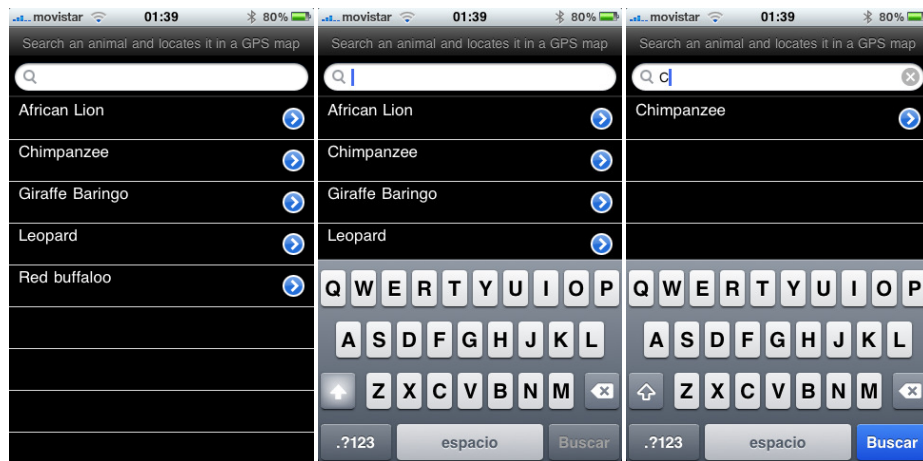 movistar 01:39 80%
Search an animal and locates it in a GPS map
African Lion
Chimpanzee
Giraffe Baringo
Leopard
Red buffaloo
movistar 01:39 80%
Search an animal and locates it in a GPS map
African Lion
Chimpanzee
Giraffe Baringo
Leopard
Q W E R T Y U I O P
A S D F G H J K L
Z X C V B N M
.?123 espacio Buscar
movistar 01:39 80%
Search an animal and locates it in a GPS map
C
Chimpanzee
Q W E R T Y U I O P
A S D F G H J K L
Z X C V B N M
.?123 espacio Buscar